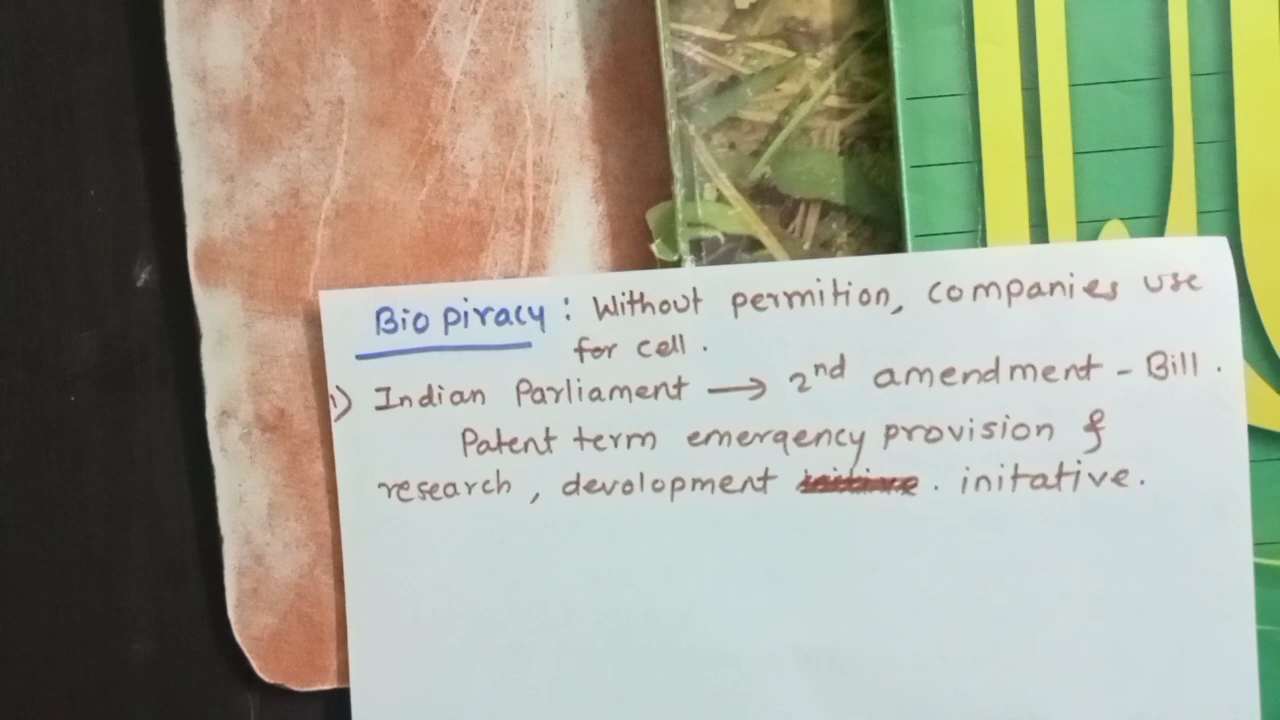 Bio piracy : Without permition, companies use
for cell .
1) Indian Parliament → 2nd amendment - Bill .
Patent term emergency provision &
research , devolopment . initative .